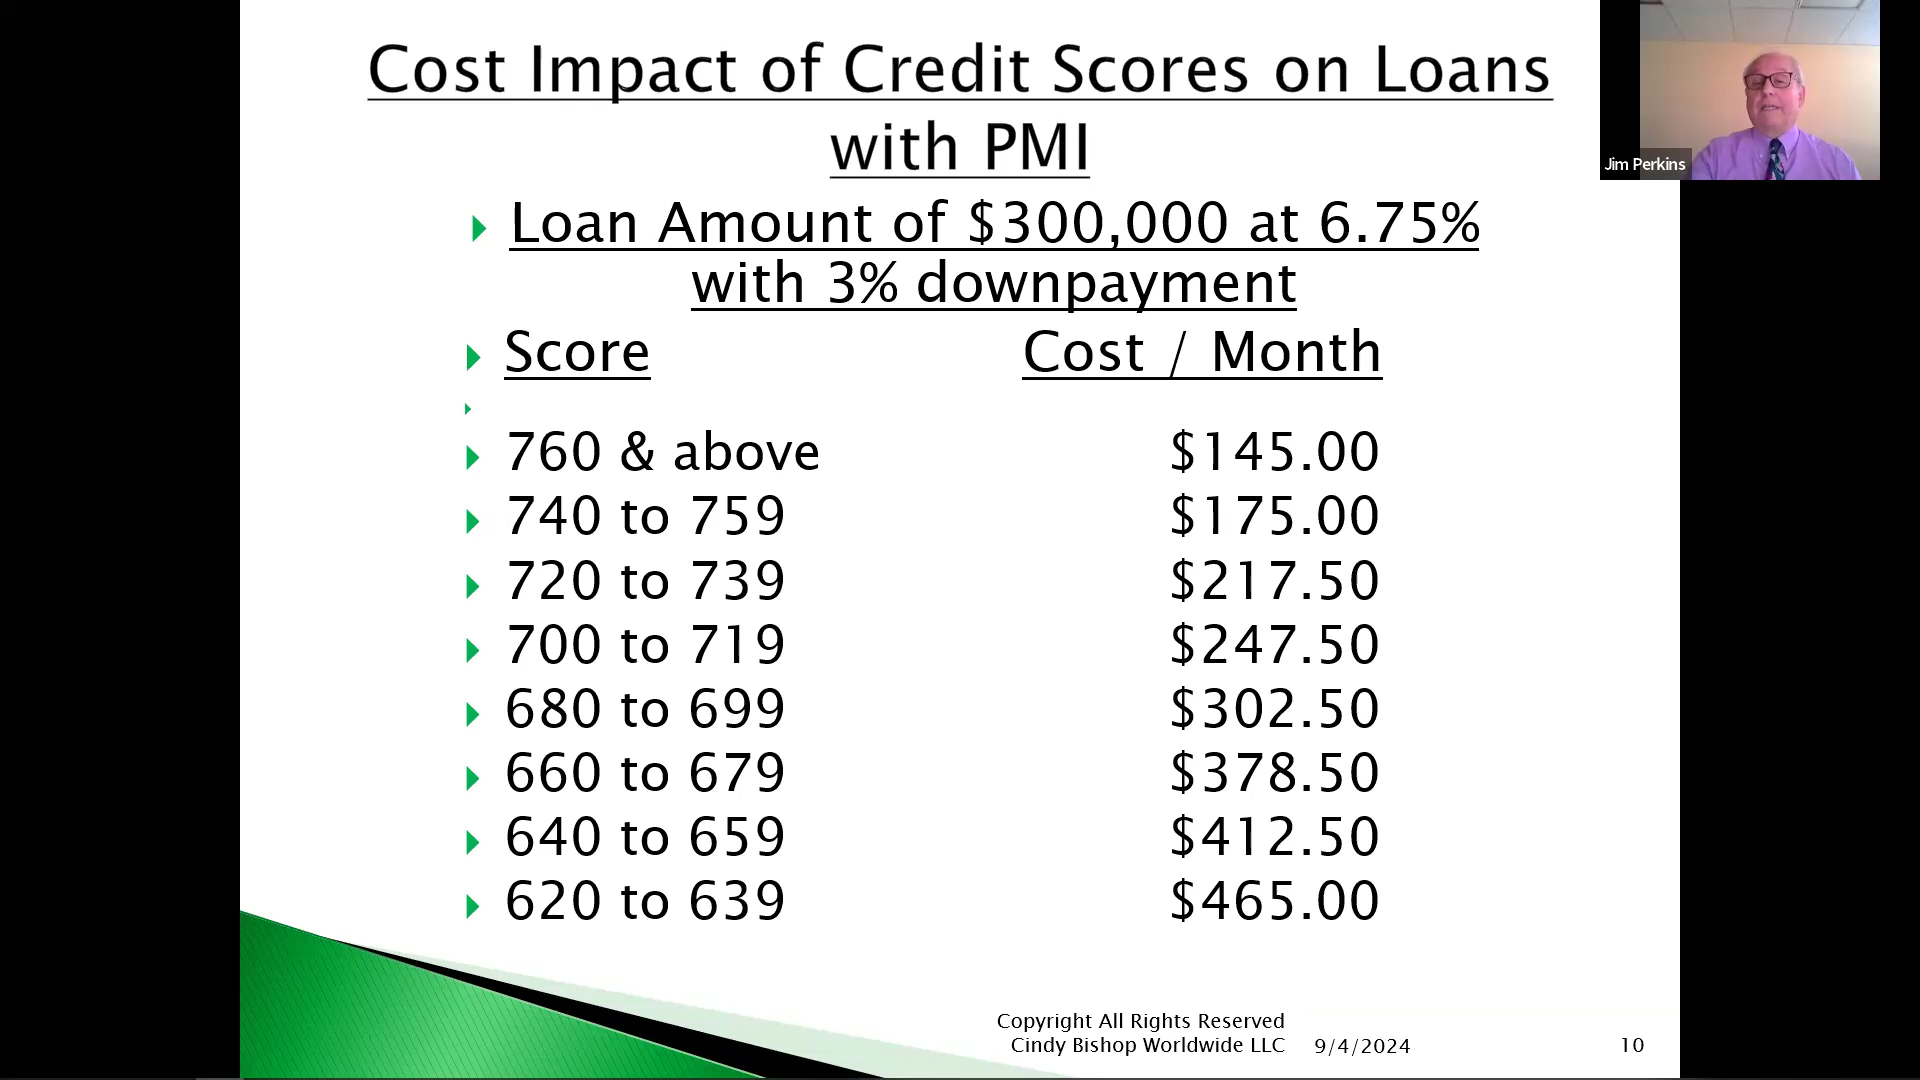 Cost Impact of Credit Scores on Loans
with PMI
Loan Amount of $300,000 at 6.75%
with 3% downpayment
Score Cost / Month
760 & above $145.00
740 to 759 $175.00
720 to 739 $217.50
700 to 719 $247.50
680 to 699 $302.50
660 to 679 $378.50
640 to 659 $412.50
620 to 639 $465.00
Copyright All Rights Reserved
Cindy Bishop Worldwide LLC 9/4/2024 10
Jim Perkins